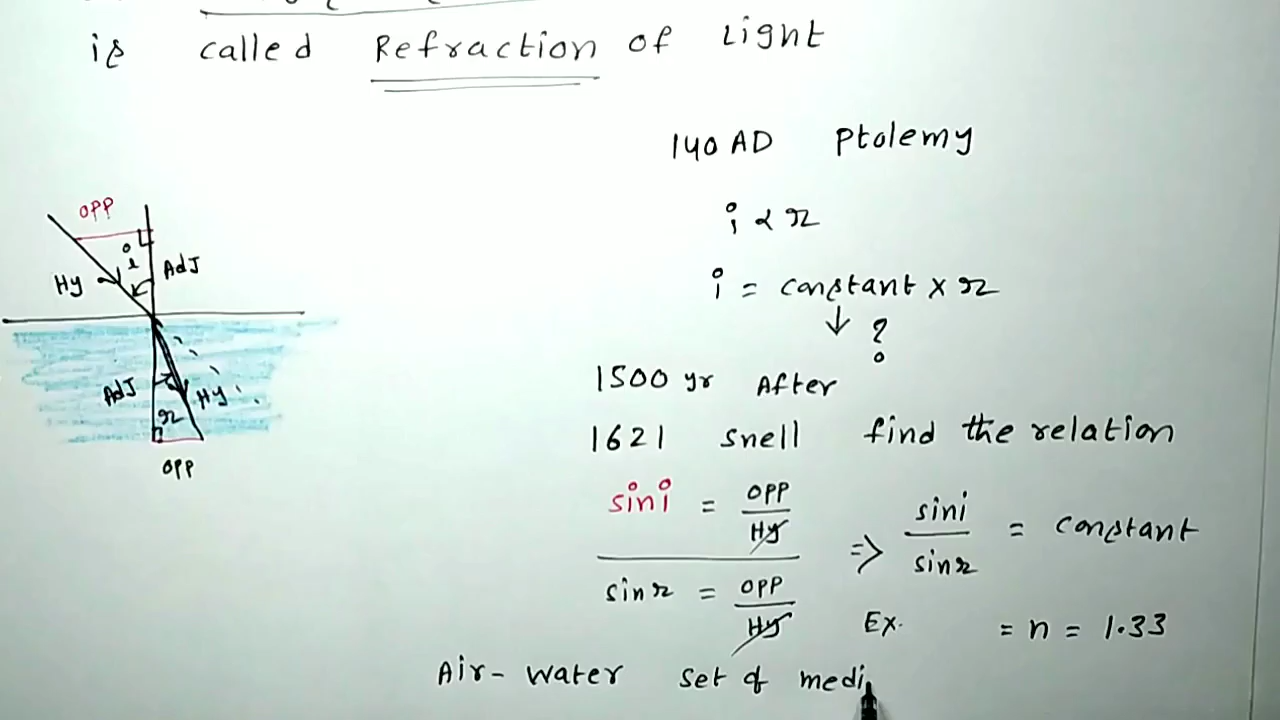 is called Refraction of Light
140 AD Ptolemy
i ∝ r
i = constant × r
↓ ?
1500 yr After
1621 snell find the relation
sin i = OPP / Hy
sin r = OPP / Hy
⇒ sin i / sin r = constant
Ex. = n = 1.33
Air - water set of medi
OPP
i
Hy
Adj
Adj
Hy
r
OPP